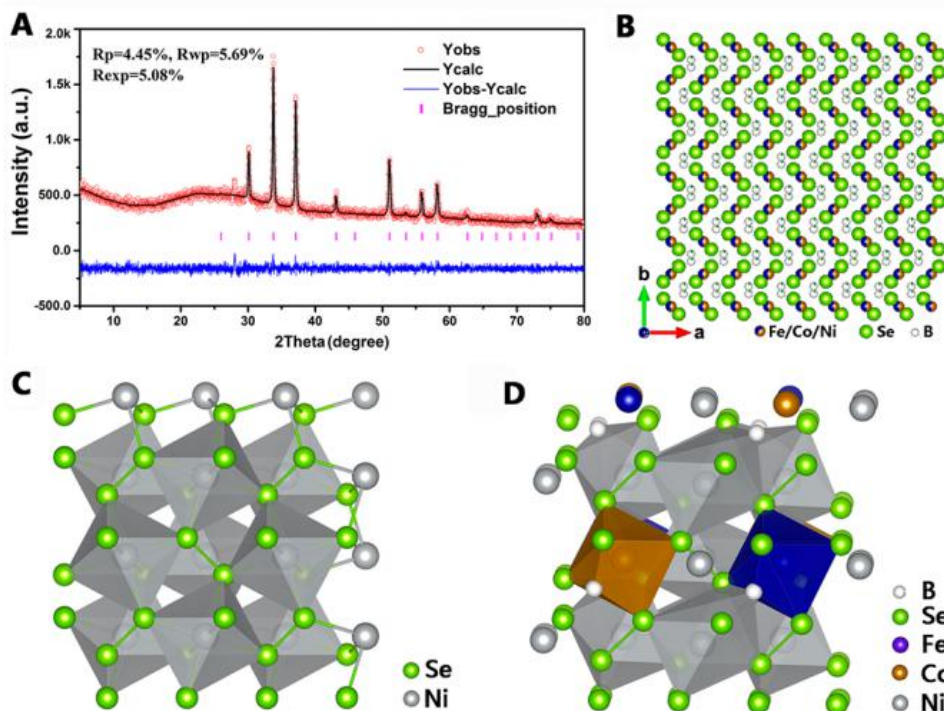 A
Rp=4.45%, Rwp=5.69%
Rexp=5.08%
Yobs
Ycalc
Yobs-Ycalc
Bragg_position
Intensity (a.u.)
2.0k
1.5k
1.0k
500.0
0.0
-500.0
10 20 30 40 50 60 70 80
2Theta (degree)
B
b
a
Fe/Co/Ni Se B
C
Se
Ni
D
B
Se
Fe
Co
Ni